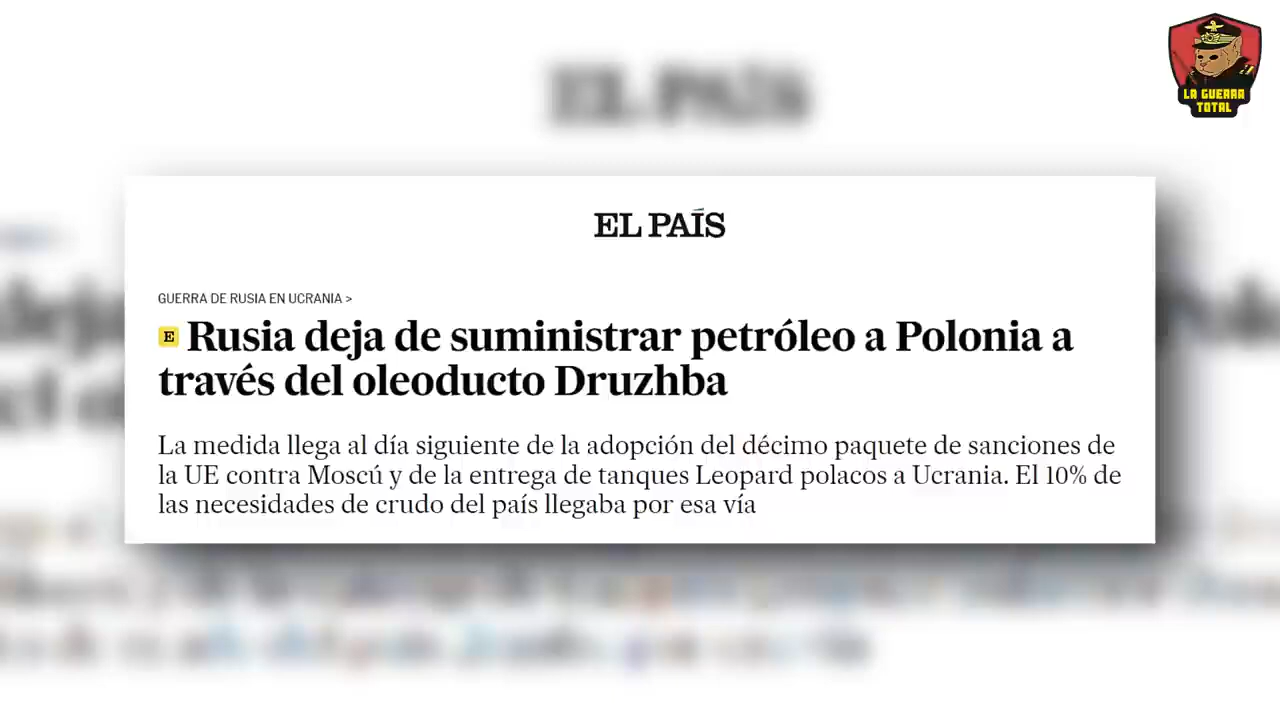 LA GUERRA
TOTAL
EL PAÍS
EL PAÍS
GUERRA DE RUSIA EN UCRANIA >
E Rusia deja de suministrar petróleo a Polonia a
través del oleoducto Druzhba
La medida llega al día siguiente de la adopción del décimo paquete de sanciones de
la UE contra Moscú y de la entrega de tanques Leopard polacos a Ucrania. El 10% de
las necesidades de crudo del país llegaba por esa vía